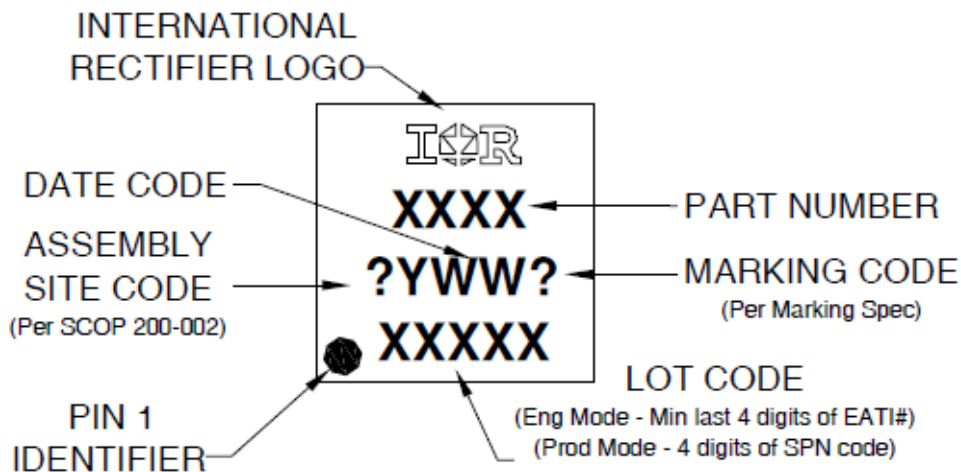 INTERNATIONAL
RECTIFIER LOGO
IOR
DATE CODE
XXXX
PART NUMBER
ASSEMBLY
SITE CODE
(Per SCOP 200-002)
?YWW?
MARKING CODE
(Per Marking Spec)
XXXXX
PIN 1
IDENTIFIER
LOT CODE
(Eng Mode - Min last 4 digits of EATI#)
(Prod Mode - 4 digits of SPN code)